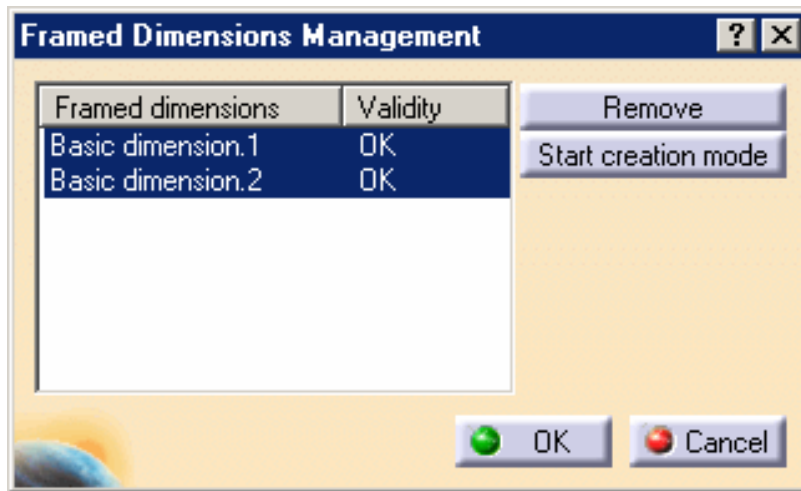 Framed Dimensions Management
Framed dimensions Validity
Basic dimension.1 OK
Basic dimension.2 OK
Remove
Start creation mode
OK
Cancel